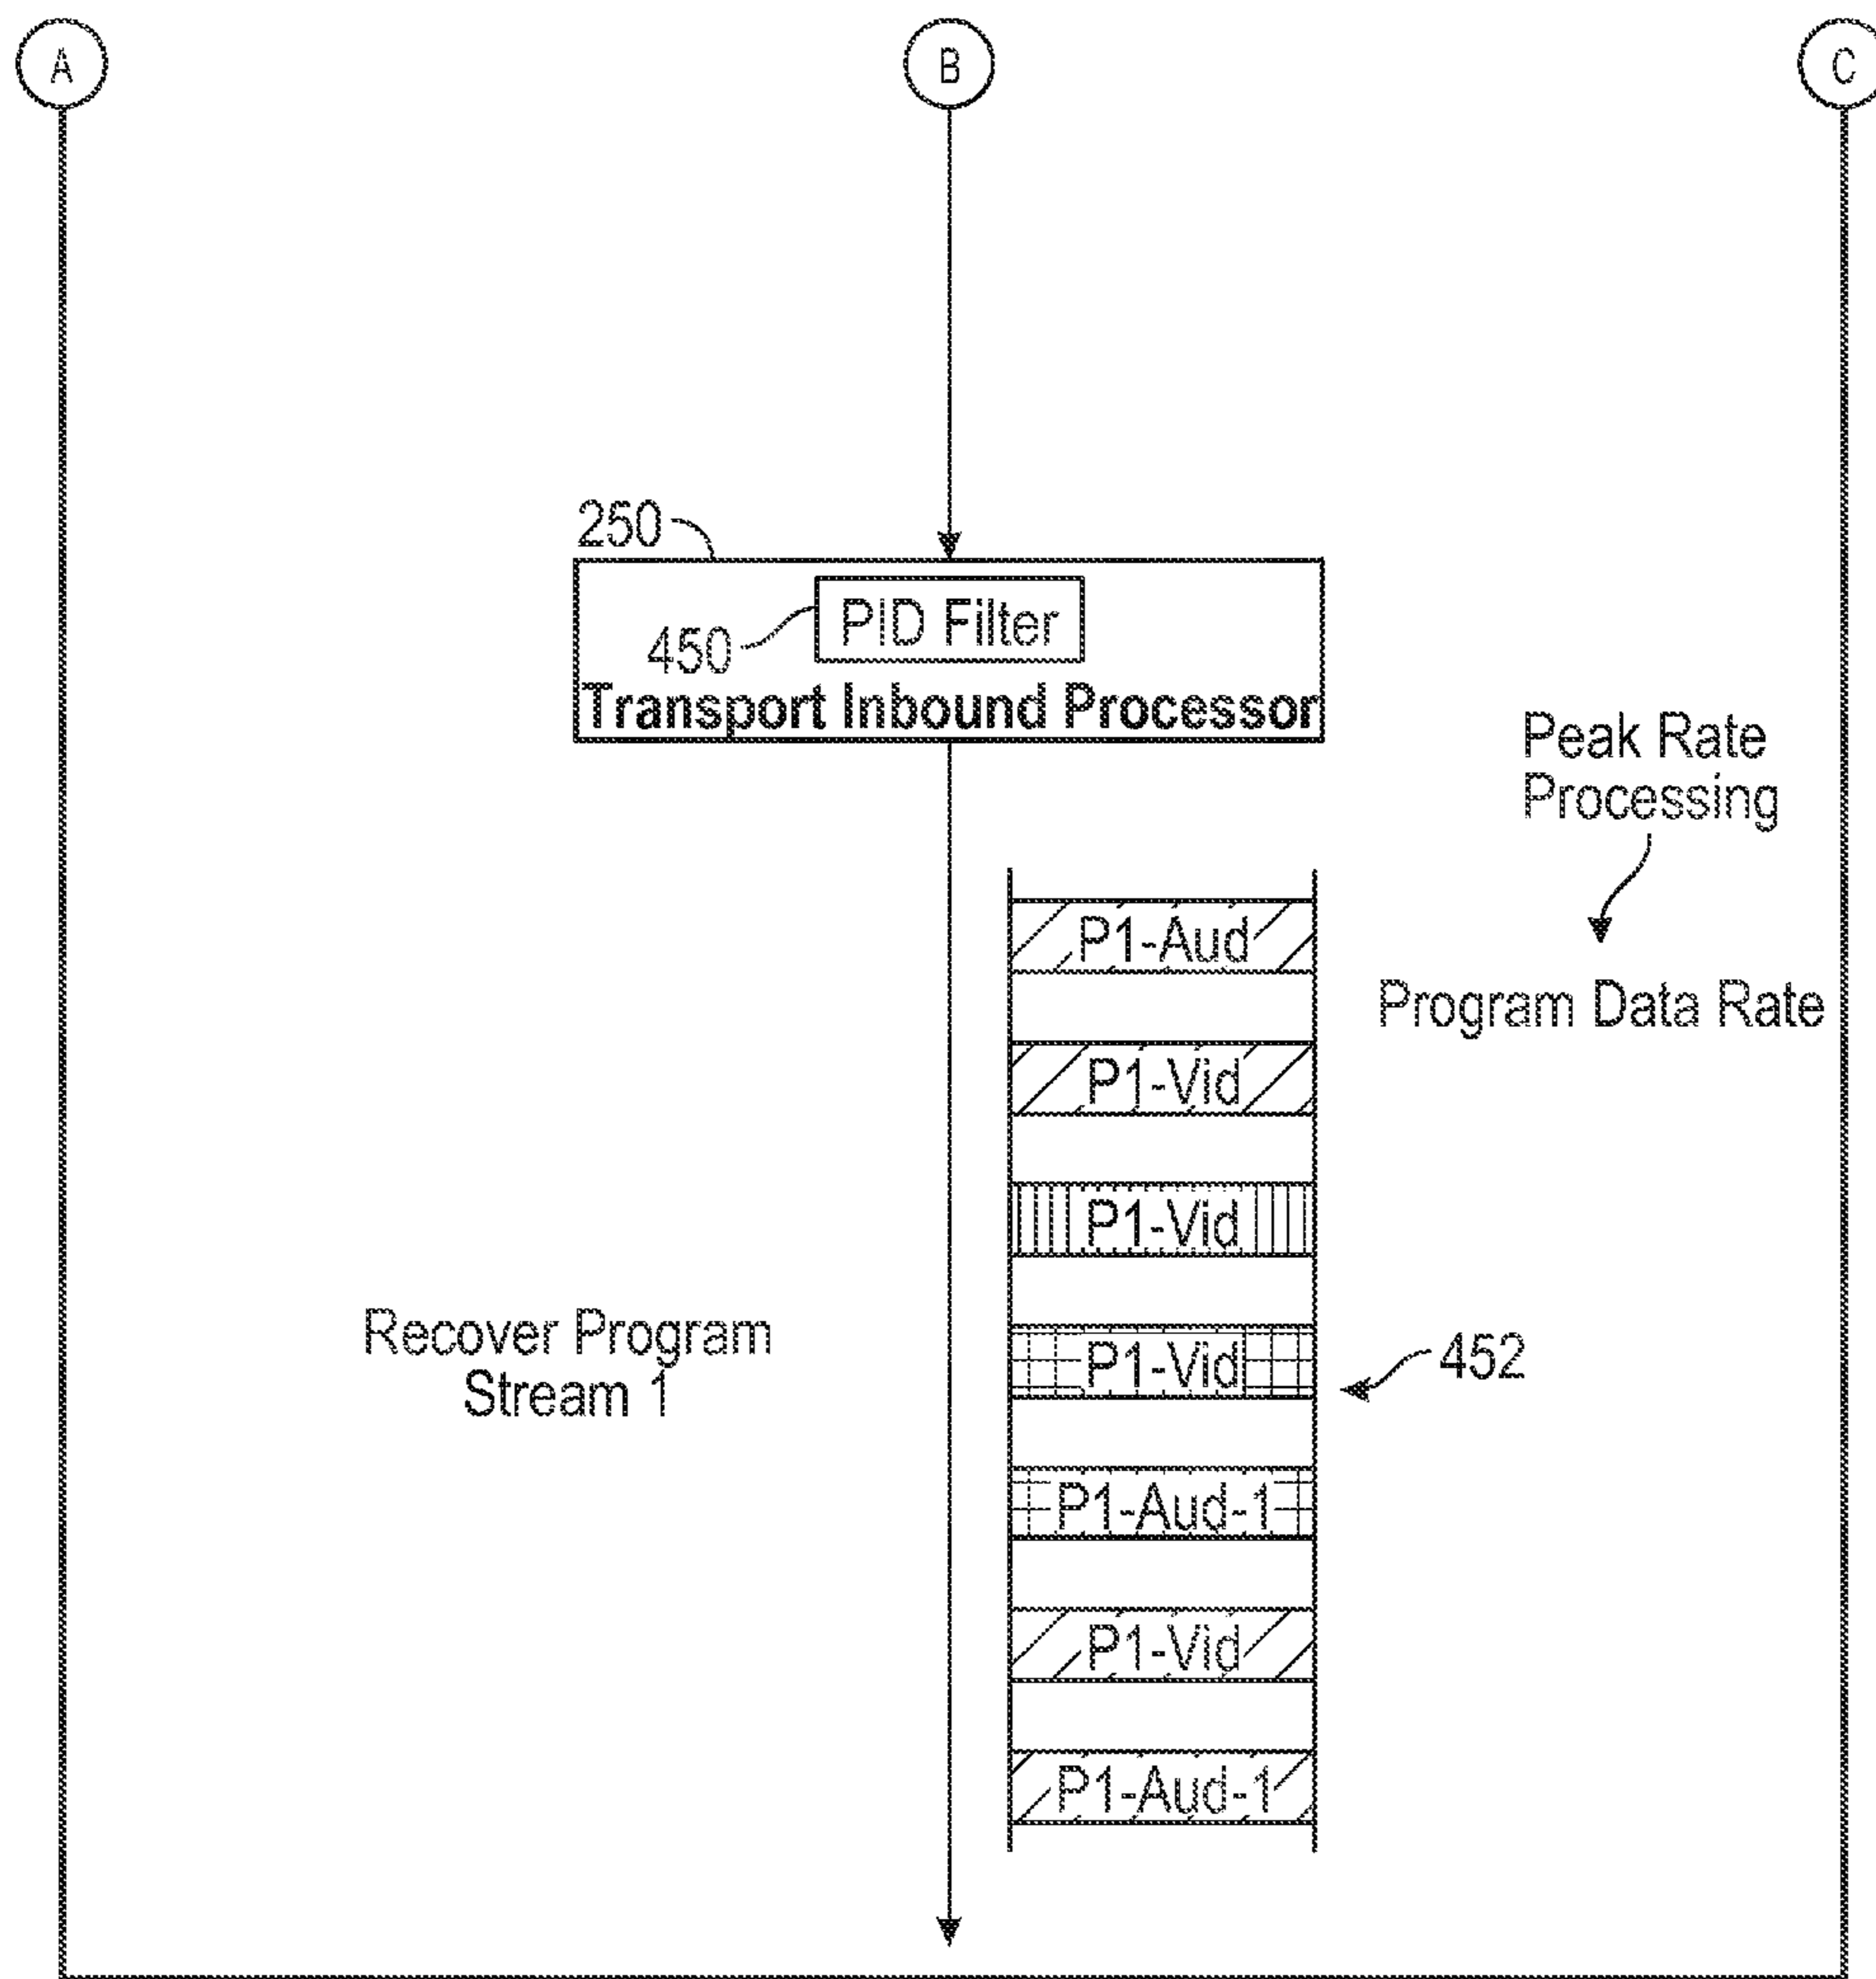 A
B
C
250
PID Filter
450
Transport Inbound Processor
Peak Rate
Processing
P1-Aud
Program Data Rate
P1-Vid
P1-Vid
Recover Program
Stream 1
P1-Vid
452
P1-Aud-1
P1-Vid
P1-Aud-1